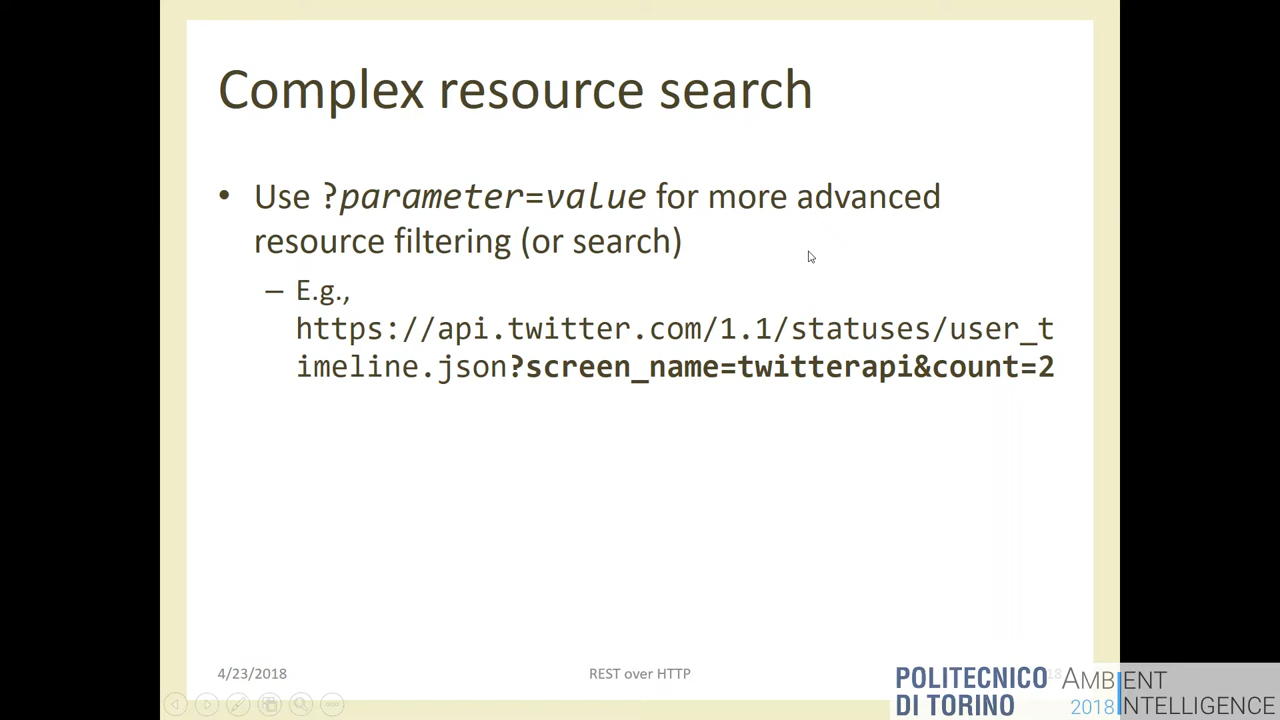 Complex resource search
• Use ?parameter=value for more advanced
resource filtering (or search)
– E.g.,
https://api.twitter.com/1.1/statuses/user_t
imeline.json?screen_name=twitterapi&count=2
4/23/2018
REST over HTTP
18
POLITECNICO
DI TORINO
AMBIENT
2018 INTELLIGENCE